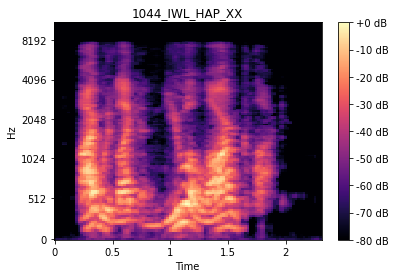 1044_IWL_HAP_XX
+0 dB
8192
-10 dB
4096
-20 dB
-30 dB
2048
Hz
-40 dB
1024
-50 dB
-60 dB
512
-70 dB
0
-80 dB
0
0.5
1
1.5
2
Time